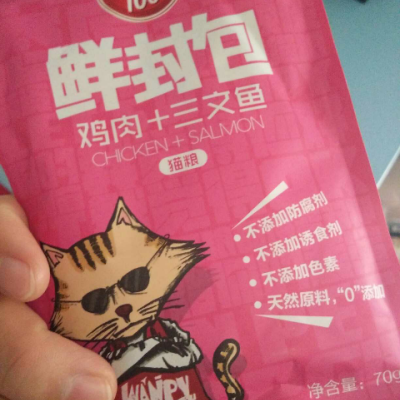 100
鲜封包
鸡肉+三文鱼
CHICKEN + SALMON
猫粮
•不添加防腐剂
•不添加诱食剂
•不添加色素
•天然原料，“0”添加
WANPY
净含量：70g